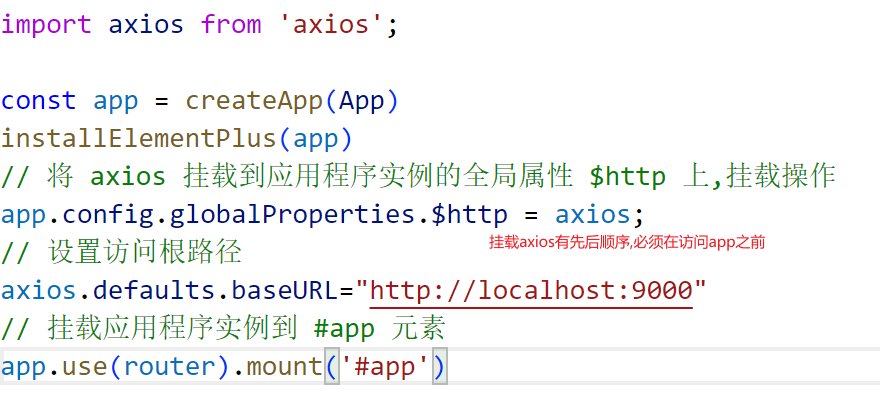 import axios from 'axios';
const app = createApp(App)
installElementPlus(app)
// 将 axios 挂载到应用程序实例的全局属性 $http 上,挂载操作
app.config.globalProperties.$http = axios;
挂载axios有先后顺序,必须在访问app之前
// 设置访问根路径
axios.defaults.baseURL="http://localhost:9000"
// 挂载应用程序实例到 #app 元素
app.use(router).mount('#app')